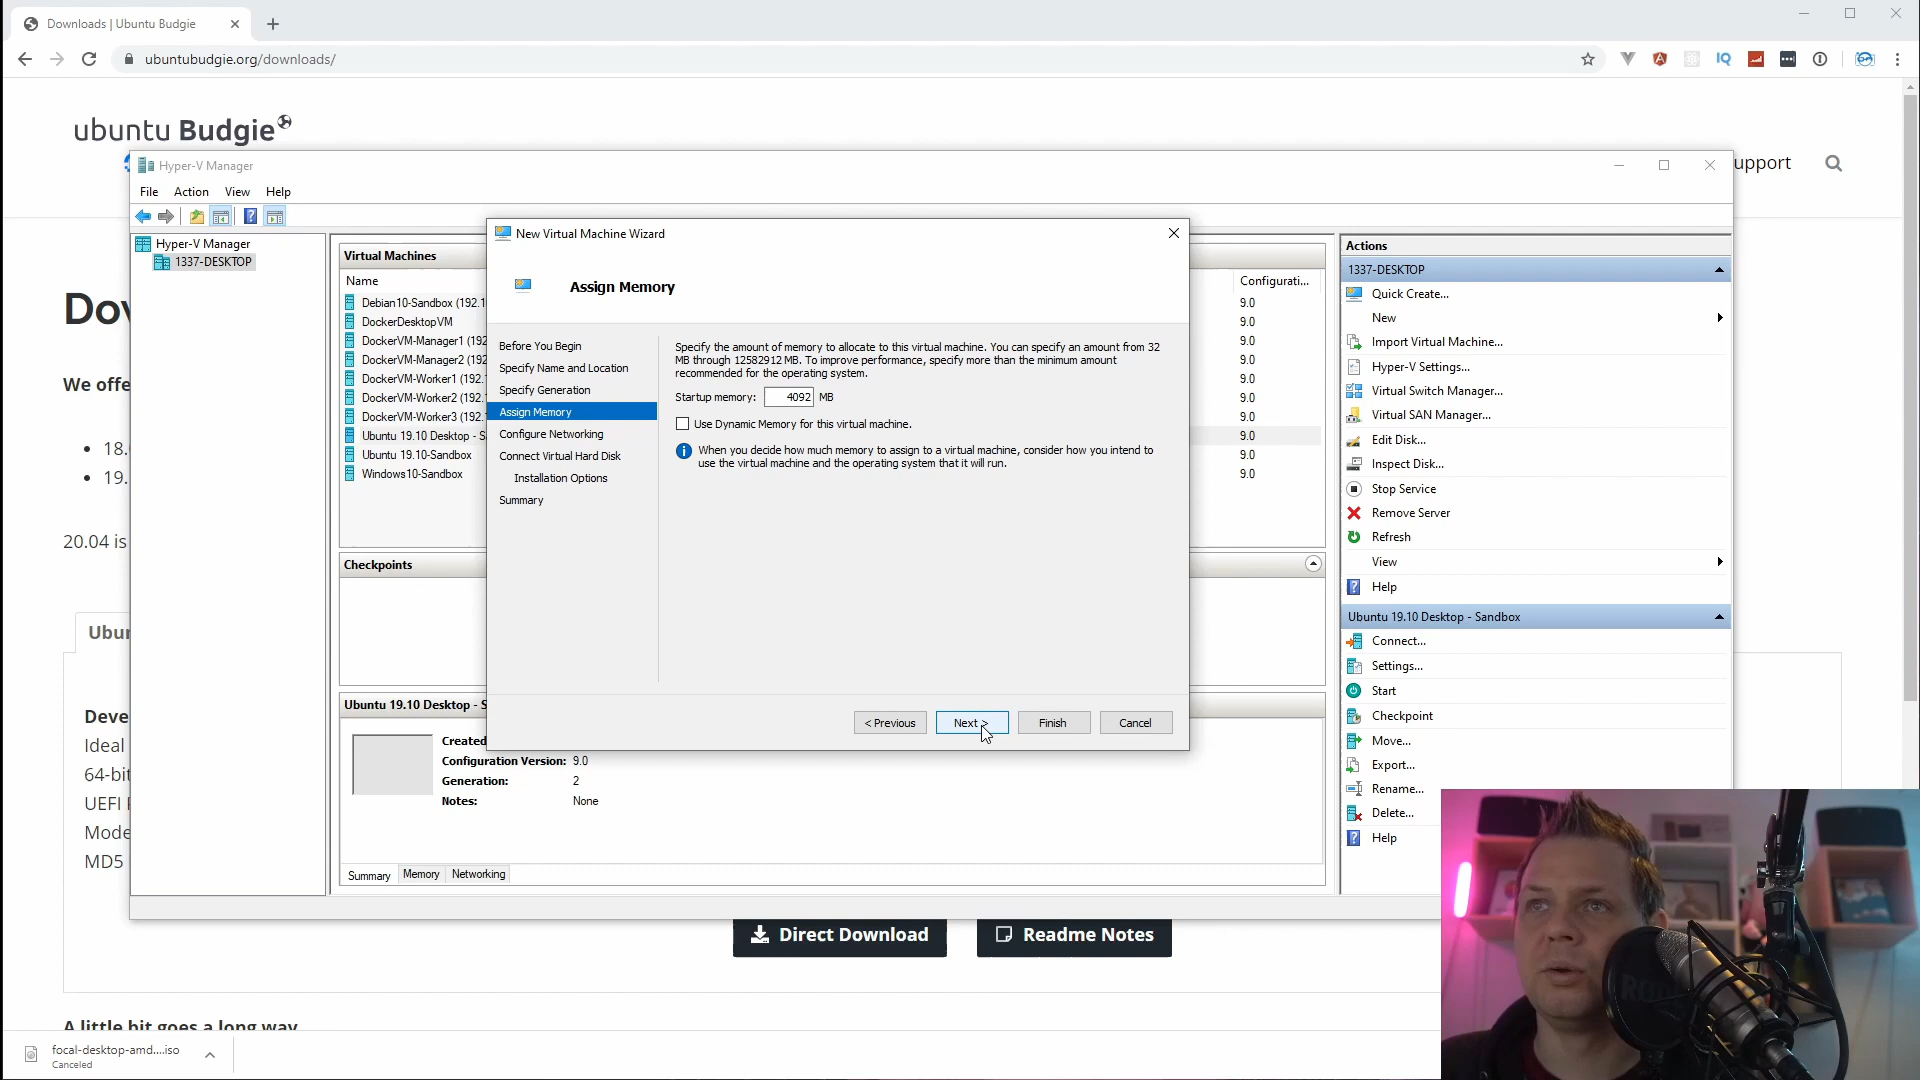 Downloads | Ubuntu Budgie
ubuntubudgie.org/downloads/
IQ
ubuntu Budgie
upport
Hyper-V Manager
File Action View Help
Hyper-V Manager
1337-DESKTOP
Virtual Machines
Name
Configurati...
Debian10-Sandbox (192.1
9.0
DockerDesktopVM
9.0
DockerVM-Manager1 (192
9.0
DockerVM-Manager2 (192
9.0
DockerVM-Worker1 (192.
9.0
DockerVM-Worker2 (192.
9.0
DockerVM-Worker3 (192.
9.0
Ubuntu 19.10 Desktop - S
9.0
Ubuntu 19.10-Sandbox
9.0
Windows10-Sandbox
9.0
Checkpoints
Ubuntu 19.10 Desktop - S
Created
Configuration Version: 9.0
Generation: 2
Notes: None
Summary Memory Networking
New Virtual Machine Wizard
Assign Memory
Before You Begin
Specify Name and Location
Specify Generation
Assign Memory
Configure Networking
Connect Virtual Hard Disk
Installation Options
Summary
Specify the amount of memory to allocate to this virtual machine. You can specify an amount from 32
MB through 12582912 MB. To improve performance, specify more than the minimum amount
recommended for the operating system.
Startup memory: 4092 MB
Use Dynamic Memory for this virtual machine.
When you decide how much memory to assign to a virtual machine, consider how you intend to
use the virtual machine and the operating system that it will run.
< Previous Next > Finish Cancel
Actions
1337-DESKTOP
Quick Create...
New
Import Virtual Machine...
Hyper-V Settings...
Virtual Switch Manager...
Virtual SAN Manager...
Edit Disk...
Inspect Disk...
Stop Service
Remove Server
Refresh
View
Help
Ubuntu 19.10 Desktop - Sandbox
Connect...
Settings...
Start
Checkpoint
Move...
Export...
Rename...
Delete...
Help
Dov
We offe
18.
19.
20.04 is
Ubur
Deve
Ideal
64-bit
UEFI
Mode
MD5
Direct Download
Readme Notes
A little bit goes a long way
focal-desktop-amd....iso
Canceled